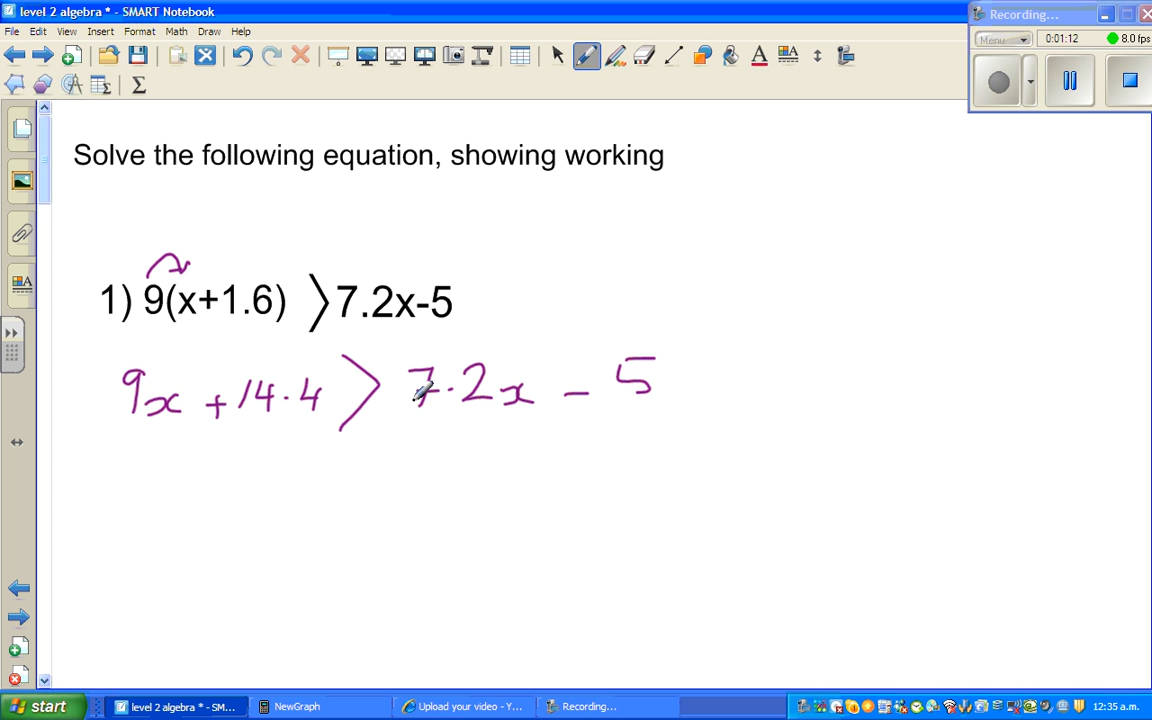 level 2 algebra * - SMART Notebook
Recording...
File Edit View Insert Format Math Draw Help
Menu 0:01:12 8.0 fps
Solve the following equation, showing working
1) 9(x+1.6) > 7.2x-5
9x + 14.4 > 7.2x - 5
start level 2 algebra * - SM... NewGraph Upload your video - Y... Recording... 12:35 a.m.